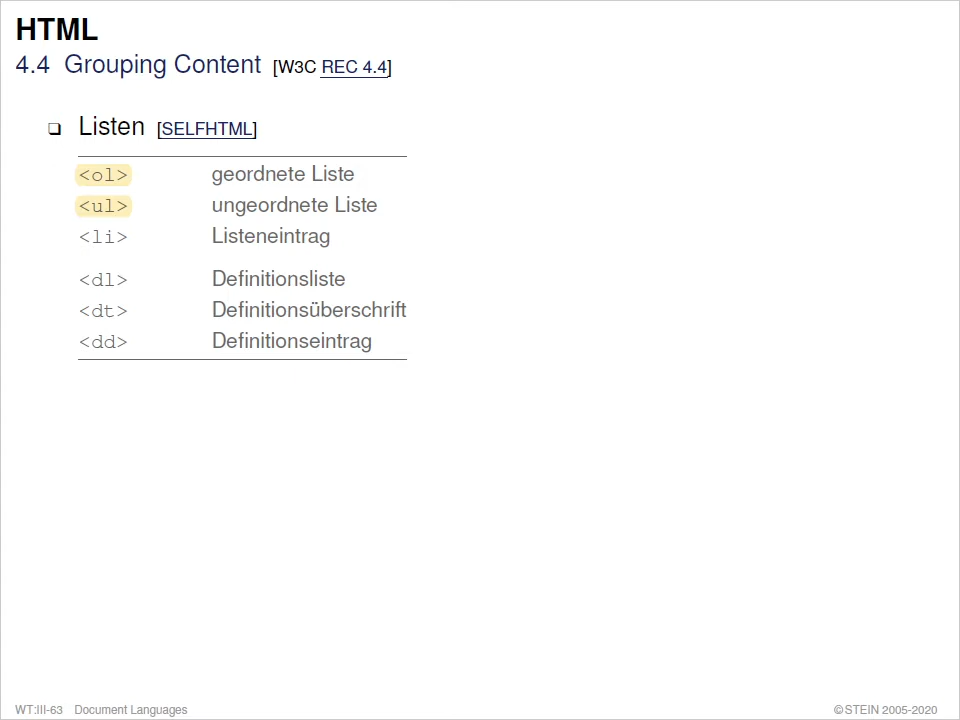 HTML
4.4 Grouping Content [W3C REC 4.4]
❑ Listen [SELFHTML]
<ol> geordnete Liste
<ul> ungeordnete Liste
<li> Listeneintrag
<dl> Definitionsliste
<dt> Definitionsüberschrift
<dd> Definitionseintrag
WT:III-63 Document Languages ©STEIN 2005-2020